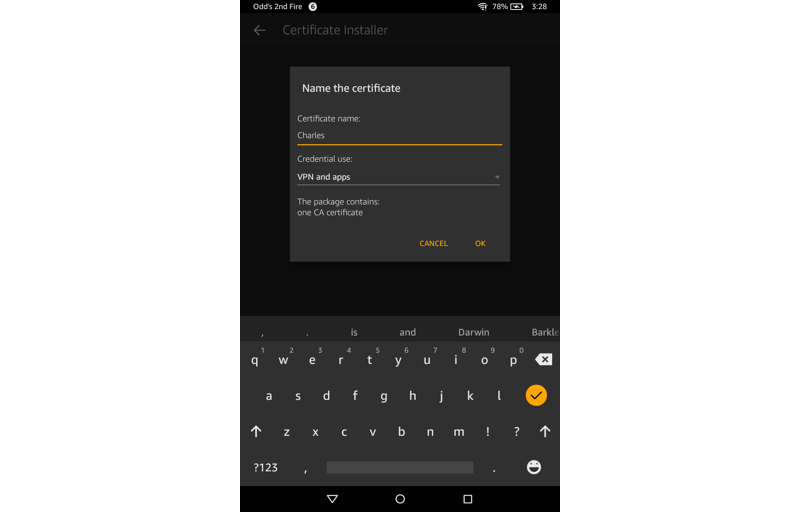 Odd's 2nd Fire 6 78% 3:28
Certificate Installer
Name the certificate
Certificate name:
Charles
Credential use:
VPN and apps
The package contains:
one CA certificate
CANCEL OK
, . is and Darwin
1 2 3 4 5 6 7 8 9 0
q w e r t y u i o p
a s d f g h j k l
z x c v b n m ! ?
?123 , .